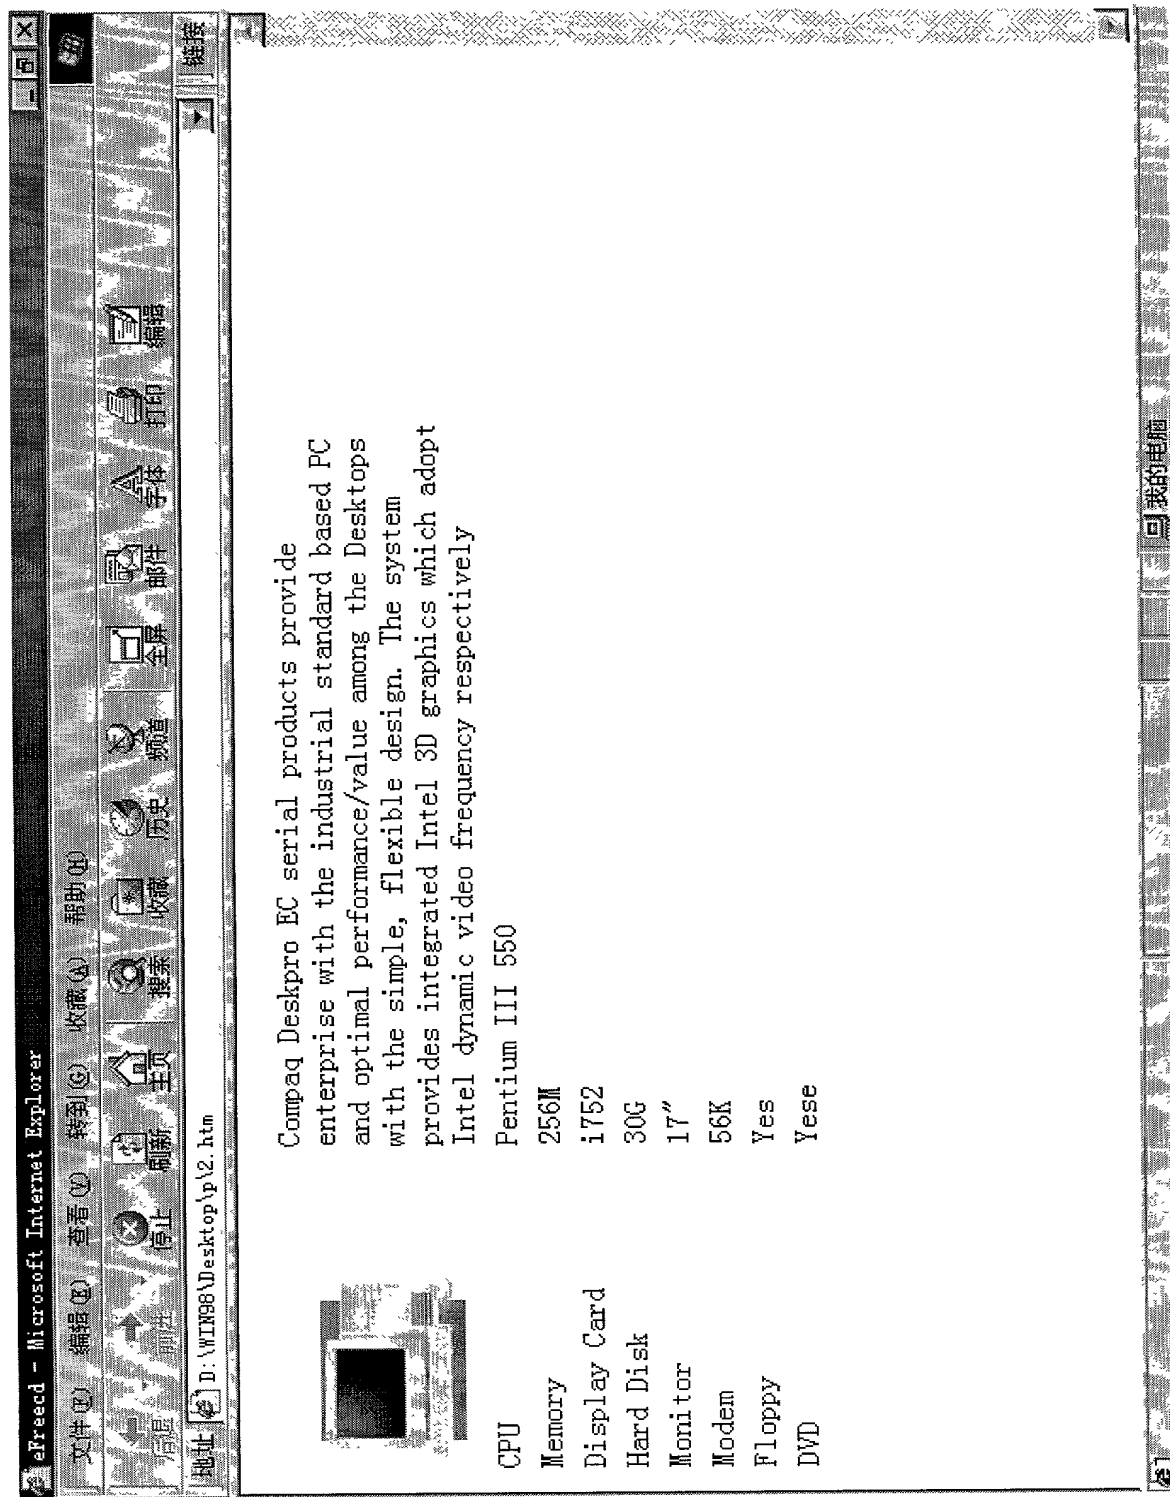 eFreecd - Microsoft Internet Explorer
文件(F) 编辑(E) 查看(V) 转到(G) 收藏(A) 帮助(H)
后退 前进 停止 刷新 主页 搜索 收藏 历史 频道 全屏 邮件 字体 打印 编辑
地址 D:\WIN98\Desktop\p\2.htm 链接
Compaq Deskpro EC serial products provide
enterprise with the industrial standard based PC
and optimal performance/value among the Desktops
with the simple, flexible design. The system
provides integrated Intel 3D graphics which adopt
Intel dynamic video frequency respectively
CPU Pentium III 550
Memory 256M
Display Card i752
Hard Disk 30G
Monitor 17″
Modem 56K
Floppy Yes
DVD Yese
我的电脑